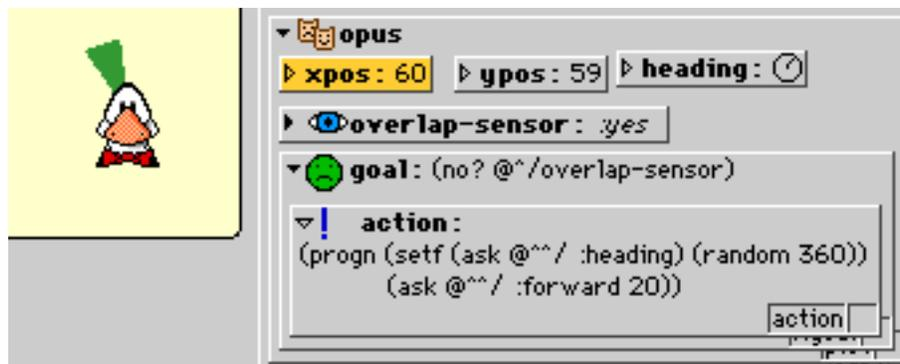 opus
xpos: 60 ypos: 59 heading:
overlap-sensor: :yes
goal: (no? @^/overlap-sensor)
! action:
(progn (setf (ask @^^/ :heading) (random 360))
(ask @^^/ :forward 20))
action